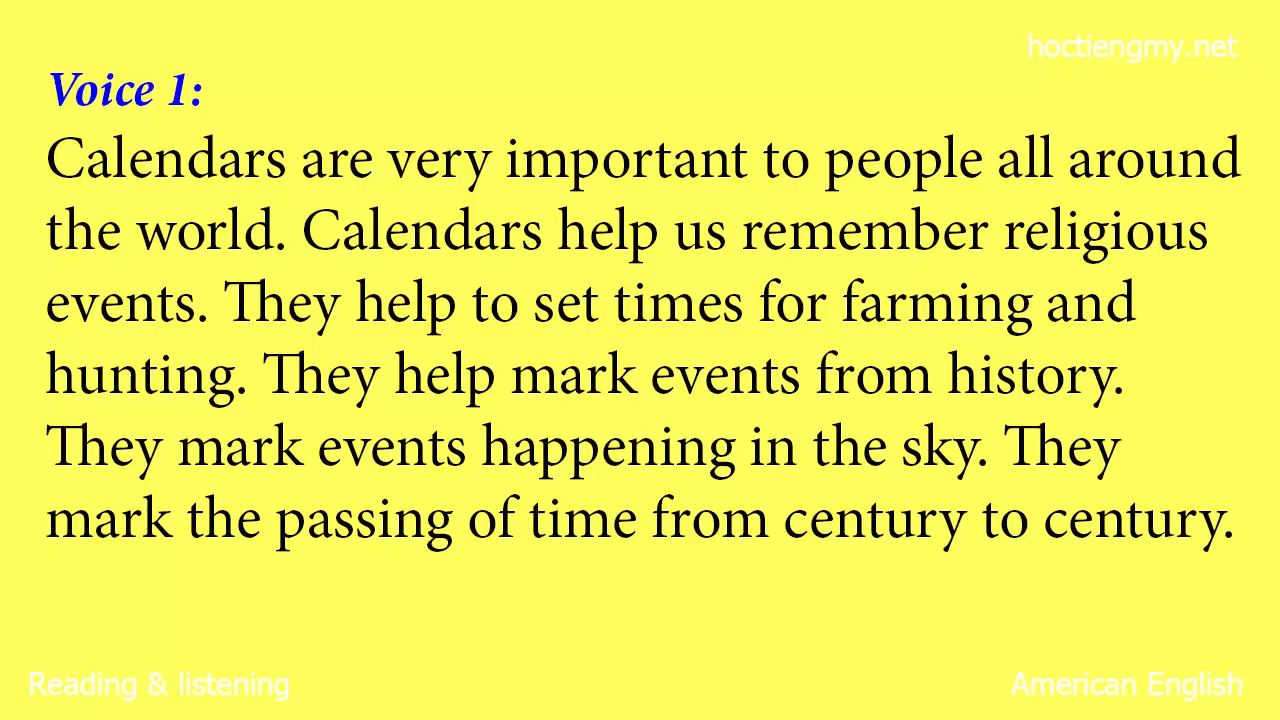 hoctiengmy.net
Voice 1:
Calendars are very important to people all around
the world. Calendars help us remember religious
events. They help to set times for farming and
hunting. They help mark events from history.
They mark events happening in the sky. They
mark the passing of time from century to century.
Reading & listening
American English